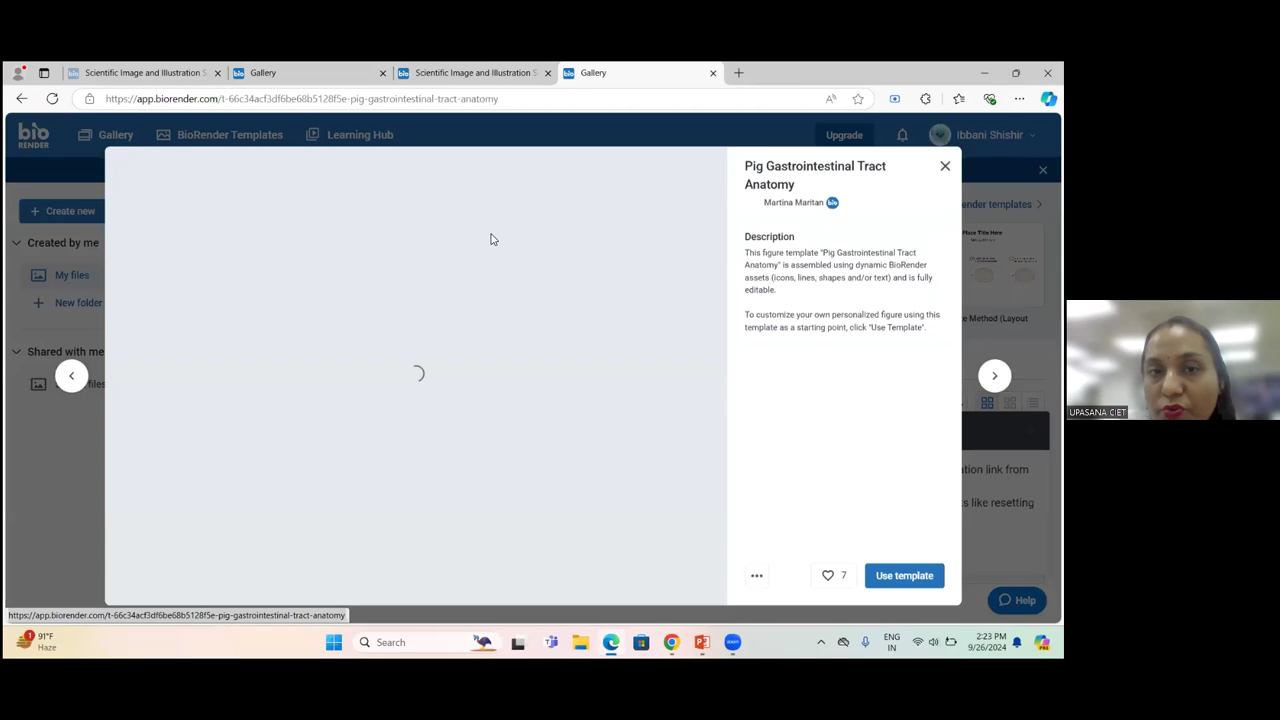 Scientific Image and Illustration S
Gallery
Scientific Image and Illustration S
Gallery
https://app.biorender.com/t-66c34acf3df6be68b5128f5e-pig-gastrointestinal-tract-anatomy
bio
RENDER
Gallery
BioRender Templates
Learning Hub
Upgrade
Ibbani Shishir
Create new
Created by me
My files
New folder
Shared with me
files
Pig Gastrointestinal Tract
Anatomy
Martina Maritan bio
Description
This figure template "Pig Gastrointestinal Tract
Anatomy" is assembled using dynamic BioRender
assets (icons, lines, shapes and/or text) and is fully
editable.
To customize your own personalized figure using this
template as a starting point, click "Use Template".
7
Use template
ender templates
Place Title Here
Method (Layout
ation link from
s like resetting
Help
https://app.biorender.com/t-66c34acf3df6be68b5128f5e-pig-gastrointestinal-tract-anatomy
UPASANA CIET
1
91°F
Haze
Search
ENG
IN
2:23 PM
9/26/2024